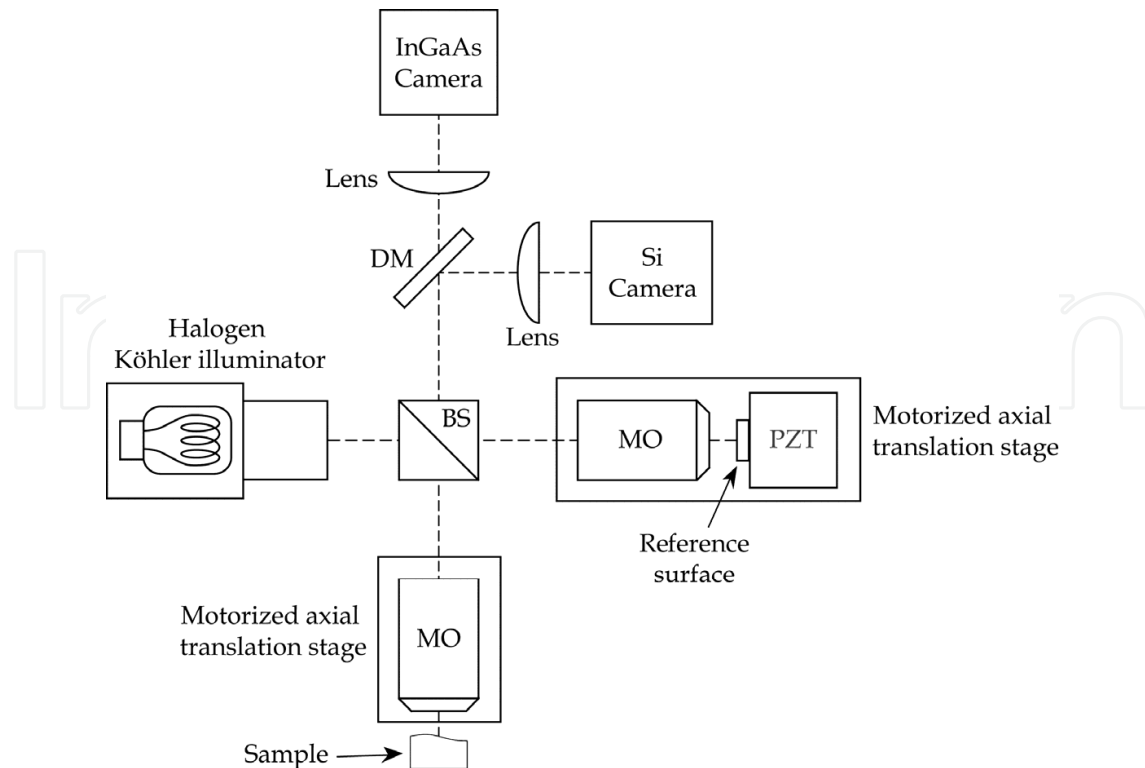 InGaAs
Camera
Lens
DM
Si
Camera
Lens
Halogen
Köhler illuminator
BS
MO
PZT
Motorized axial
translation stage
Reference
surface
Motorized axial
translation stage
MO
Sample